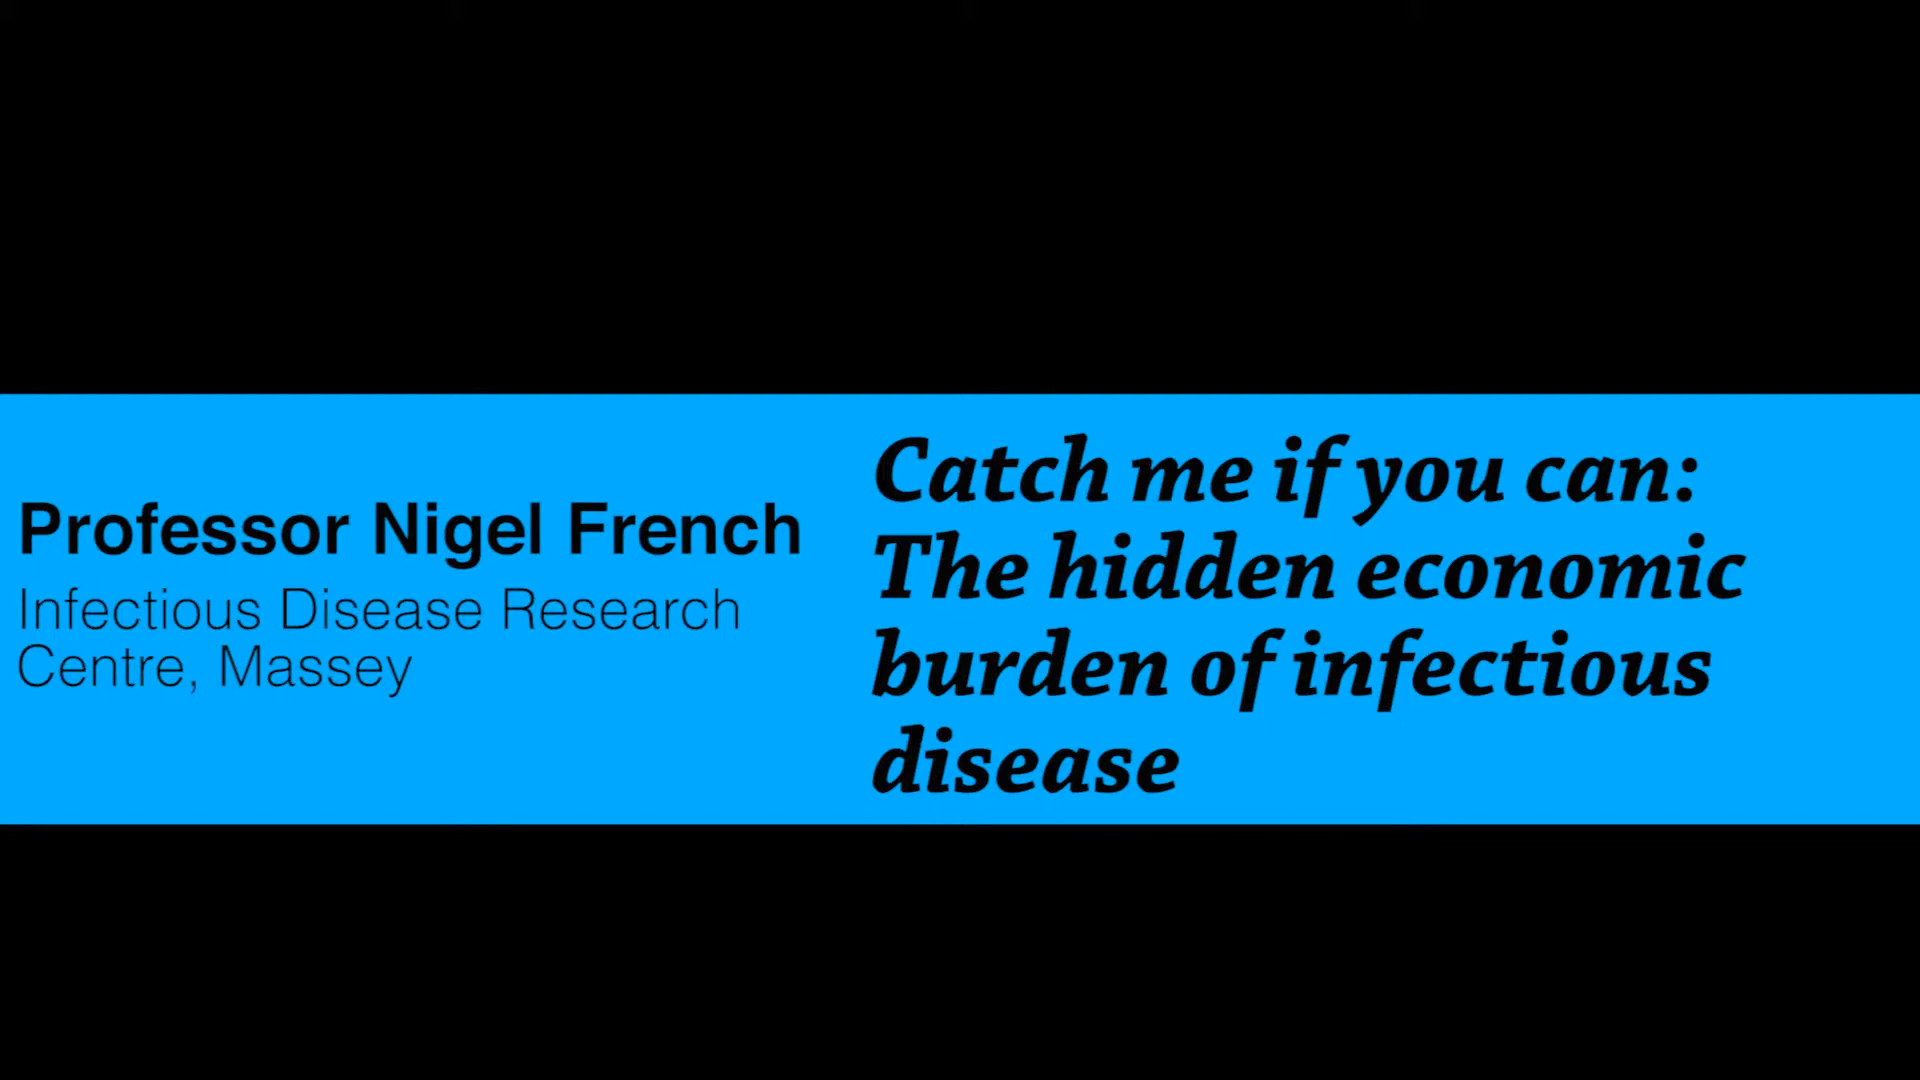 Professor Nigel French
Infectious Disease Research
Centre, Massey
Catch me if you can:
The hidden economic
burden of infectious
disease